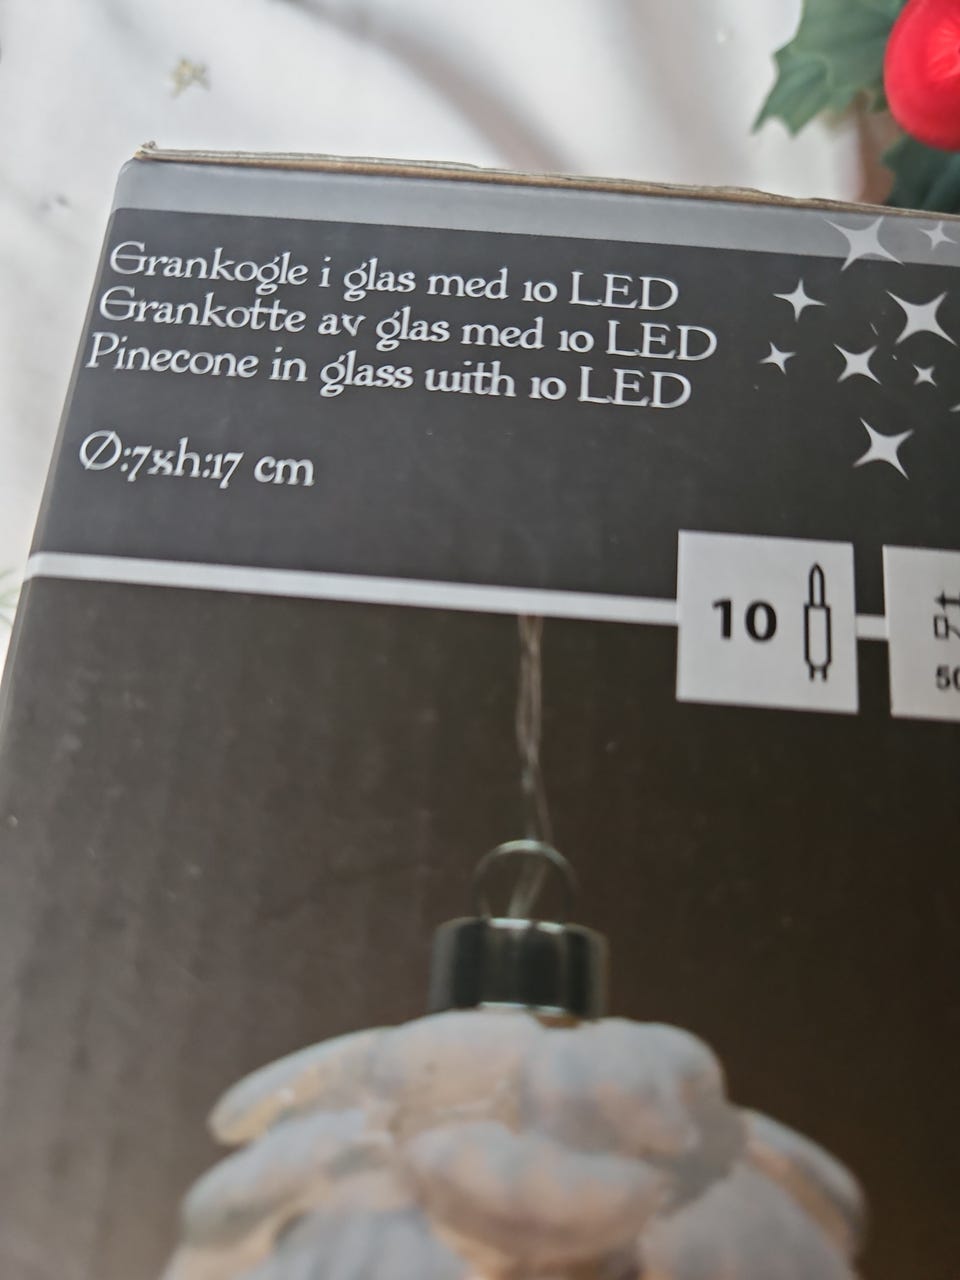 Grankogle i glas med 10 LED
Grankotte av glas med 10 LED
Pinecone in glass with 10 LED
Ø:7xh:17 cm
10